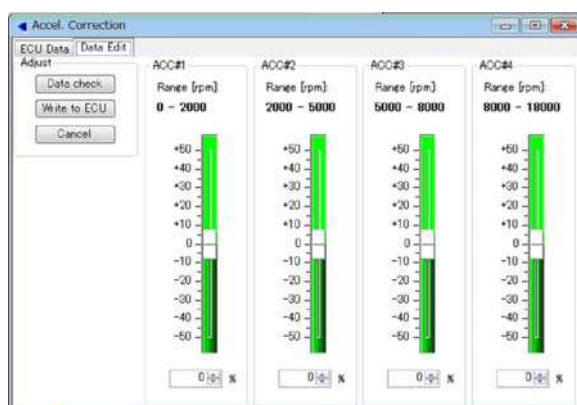 Accel. Correction
ECU Data
Data Edit
Adjust
Data check
Write to ECU
Cancel
ACC#1
Range [rpm]
0 - 2000
+50
+40
+30
+20
+10
0
-10
-20
-30
-40
-50
0 %
ACC#2
Range [rpm]:
2000 - 5000
+50
+40
+30
+20
+10
0
-10
-20
-30
-40
-50
0 %
ACC#3
Range [rpm]:
5000 - 8000
+50
+40
+30
+20
+10
0
-10
-20
-30
-40
-50
0 %
ACC#4
Range [rpm]:
8000 - 18000
+50
+40
+30
+20
+10
0
-10
-20
-30
-40
-50
0 %